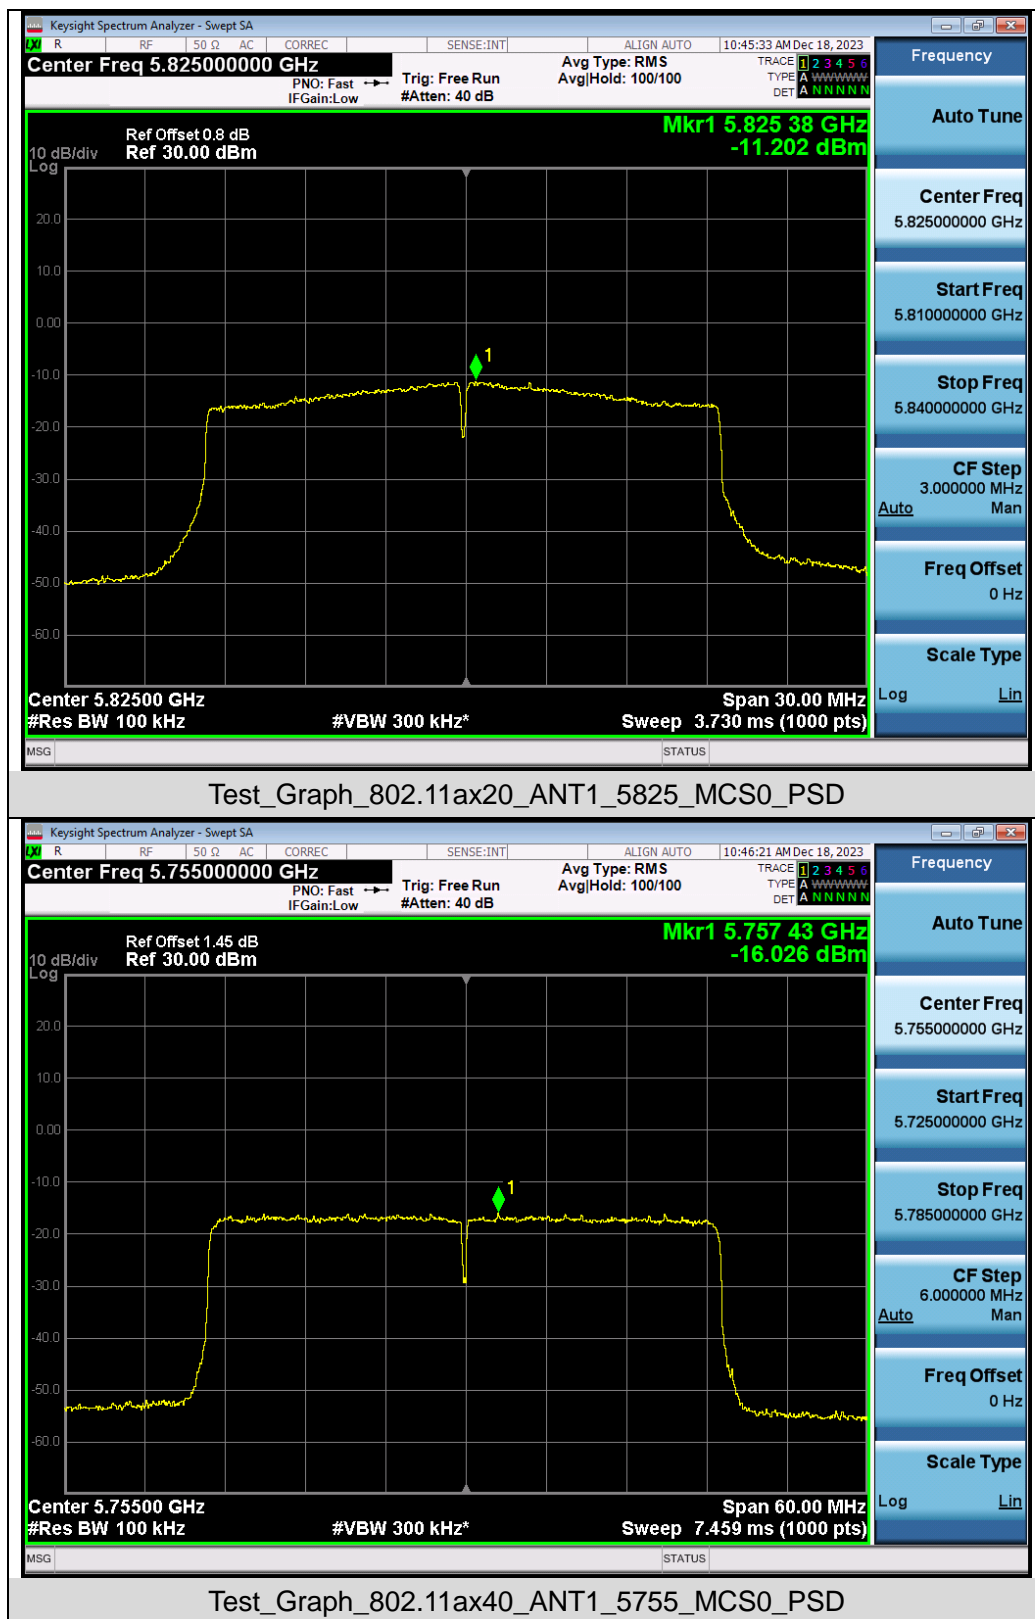 Keysight Spectrum Analyzer - Swept SA
LXI R RF 50 Ω AC CORREC SENSE:INT ALIGN AUTO 10:45:33 AM Dec 18, 2023
Center Freq 5.825000000 GHz
PNO: Fast
IFGain:Low
Trig: Free Run
#Atten: 40 dB
Avg Type: RMS
Avg|Hold: 100/100
TRACE 1 2 3 4 5 6
TYPE A WWWWW
DET A N N N N N
Frequency
Ref Offset 0.8 dB
10 dB/div Ref 30.00 dBm
Log
Mkr1 5.825 38 GHz
-11.202 dBm
20.0
10.0
0.00
-10.0
-20.0
-30.0
-40.0
-50.0
-60.0
1
Center 5.82500 GHz
Span 30.00 MHz
#Res BW 100 kHz
#VBW 300 kHz*
Sweep 3.730 ms (1000 pts)
MSG
STATUS
Auto Tune
Center Freq
5.825000000 GHz
Start Freq
5.810000000 GHz
Stop Freq
5.840000000 GHz
CF Step
3.000000 MHz
Auto Man
Freq Offset
0 Hz
Scale Type
Log Lin
Test_Graph_802.11ax20_ANT1_5825_MCS0_PSD
Keysight Spectrum Analyzer - Swept SA
LXI R RF 50 Ω AC CORREC SENSE:INT ALIGN AUTO 10:46:21 AM Dec 18, 2023
Center Freq 5.755000000 GHz
PNO: Fast
IFGain:Low
Trig: Free Run
#Atten: 40 dB
Avg Type: RMS
Avg|Hold: 100/100
TRACE 1 2 3 4 5 6
TYPE A WWWWW
DET A N N N N N
Frequency
Ref Offset 1.45 dB
10 dB/div Ref 30.00 dBm
Log
Mkr1 5.757 43 GHz
-16.026 dBm
20.0
10.0
0.00
-10.0
-20.0
-30.0
-40.0
-50.0
-60.0
1
Center 5.75500 GHz
Span 60.00 MHz
#Res BW 100 kHz
#VBW 300 kHz*
Sweep 7.459 ms (1000 pts)
MSG
STATUS
Auto Tune
Center Freq
5.755000000 GHz
Start Freq
5.725000000 GHz
Stop Freq
5.785000000 GHz
CF Step
6.000000 MHz
Auto Man
Freq Offset
0 Hz
Scale Type
Log Lin
Test_Graph_802.11ax40_ANT1_5755_MCS0_PSD